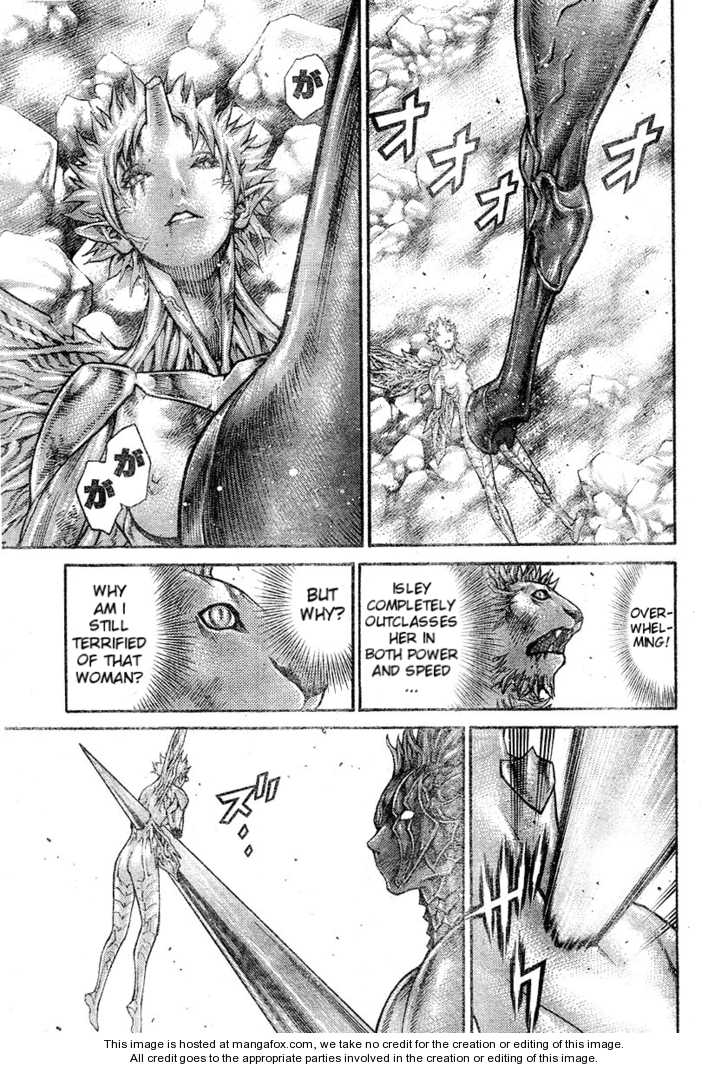 オオオオ
が
がが
OVER-
WHEL-
MING!
ISLEY
COMPLETELY
OUTCLASSES
HER IN
BOTH POWER
AND SPEED
...
BUT
WHY?
WHY
AM I
STILL
TERRIFIED
OF THAT
WOMAN?
ズズ
This image is hosted at mangafox.com, we take no credit for the creation or editing of this image.
All credit goes to the appropriate parties involved in the creation or editing of this image.